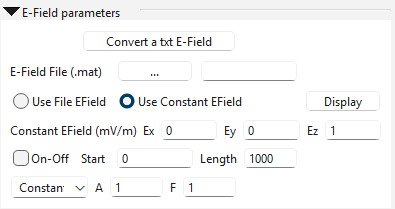 E-Field parameters
Convert a txt E-Field
E-Field File (.mat) ...
Use File EField Use Constant EField Display
Constant EField (mV/m) Ex 0 Ey 0 Ez 1
On-Off Start 0 Length 1000
Constan A 1 F 1